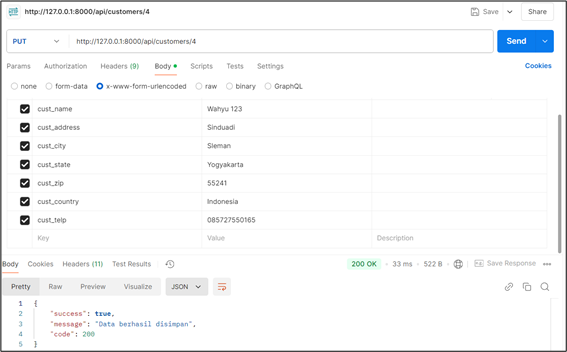 http://127.0.0.1:8000/api/customers/4 Save Share
PUT http://127.0.0.1:8000/api/customers/4 Send
Params Authorization Headers (9) Body Scripts Tests Settings Cookies
none form-data x-www-form-urlencoded raw binary GraphQL
cust_name Wahyu 123
cust_address Sinduadi
cust_city Sleman
cust_state Yogyakarta
cust_zip 55241
cust_country Indonesia
cust_telp 085727550165
Key Value Description
Body Cookies Headers (11) Test Results 200 OK 33 ms 522 B Save Response
Pretty Raw Preview Visualize JSON
1 {
2 "success": true,
3 "message": "Data berhasil disimpan",
4 "code": 200
5 }